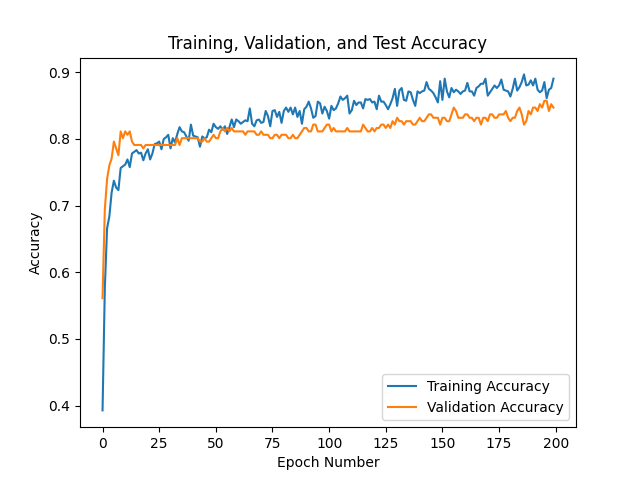 Training, Validation, and Test Accuracy
Accuracy
0.9
0.8
0.7
0.6
0.5
0.4
Training Accuracy
Validation Accuracy
0 25 50 75 100 125 150 175 200
Epoch Number